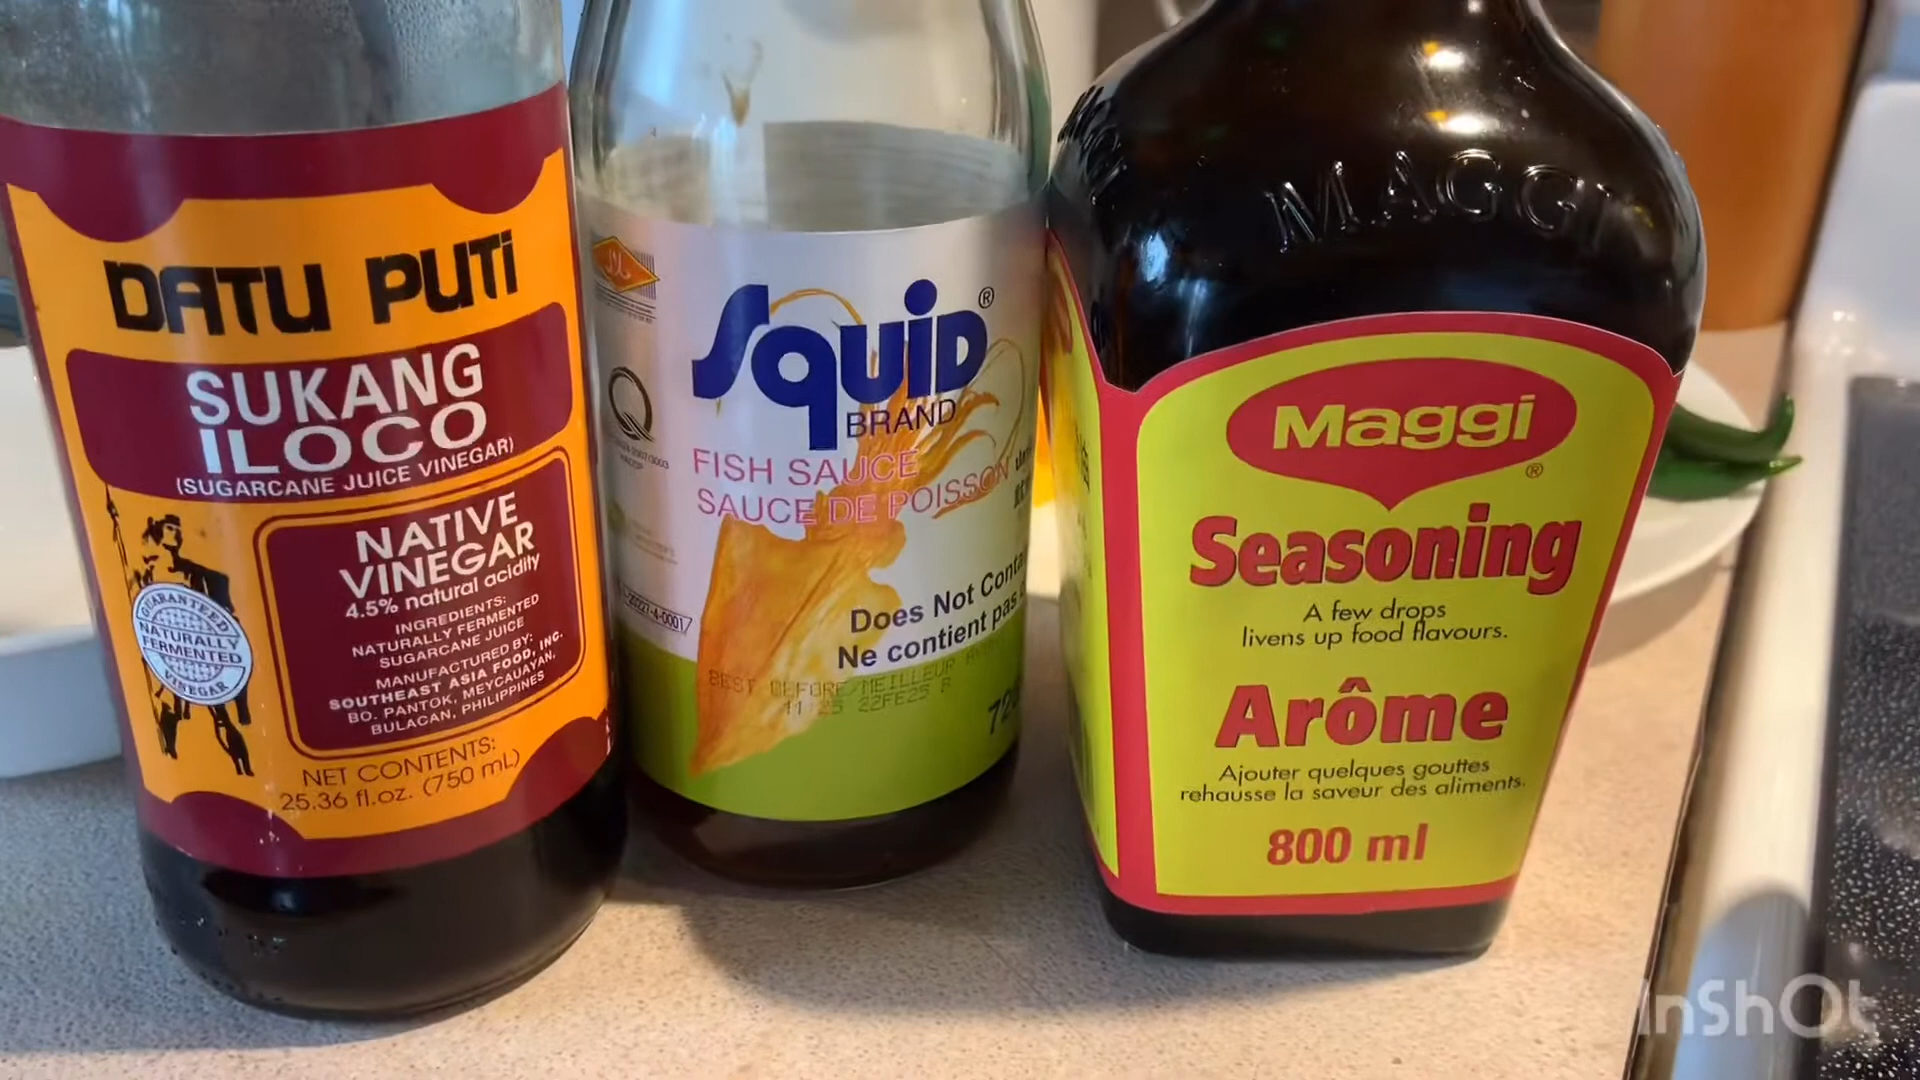 DATU PUTi
SUKANG
ILOCO
(SUGARCANE JUICE VINEGAR)
NATIVE
VINEGAR
4.5% natural acidity
INGREDIENTS:
NATURALLY FERMENTED
SUGARCANE JUICE
MANUFACTURED BY:
SOUTHEAST ASIA FOOD, INC.
BO. PANTOK, MEYCAUAYAN,
BULACAN, PHILIPPINES
GUARANTEED
NATURALLY
FERMENTED
VINEGAR
NET CONTENTS:
25.36 fl.oz. (750 mL)
SQUiD®
BRAND
FISH SAUCE
SAUCE DE POISSON
Does Not
Ne contient pas
BEST BEFORE/MEILLEUR
MAGGI
Maggi®
Seasoning
A few drops
livens up food flavours.
Arôme
Ajouter quelques gouttes
rehausse la saveur des aliments.
800 ml
InShOt